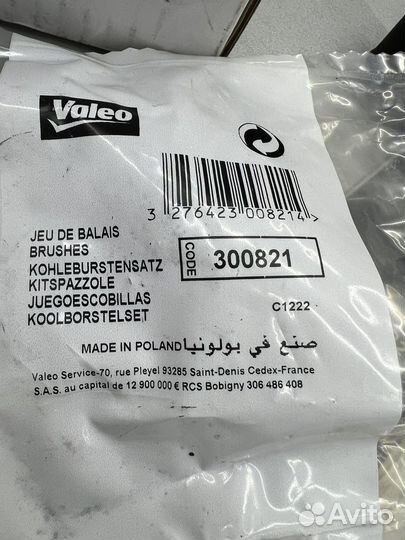 Valeo
3 276423 008214 >
JEU DE BALAIS
BRUSHES
KOHLEBURSTENSATZ
KITSPAZZOLE
JUEGOESCOBILLAS
KOOLBORSTELSET
CODE
300821
C1222
MADE IN POLAND صنع في بولونيا
Valeo Service-70, rue Pleyel 93285 Saint-Denis Cedex-France
S.A.S. au capital de 12 900 000 € RCS Bobigny 306 486 408
Avito